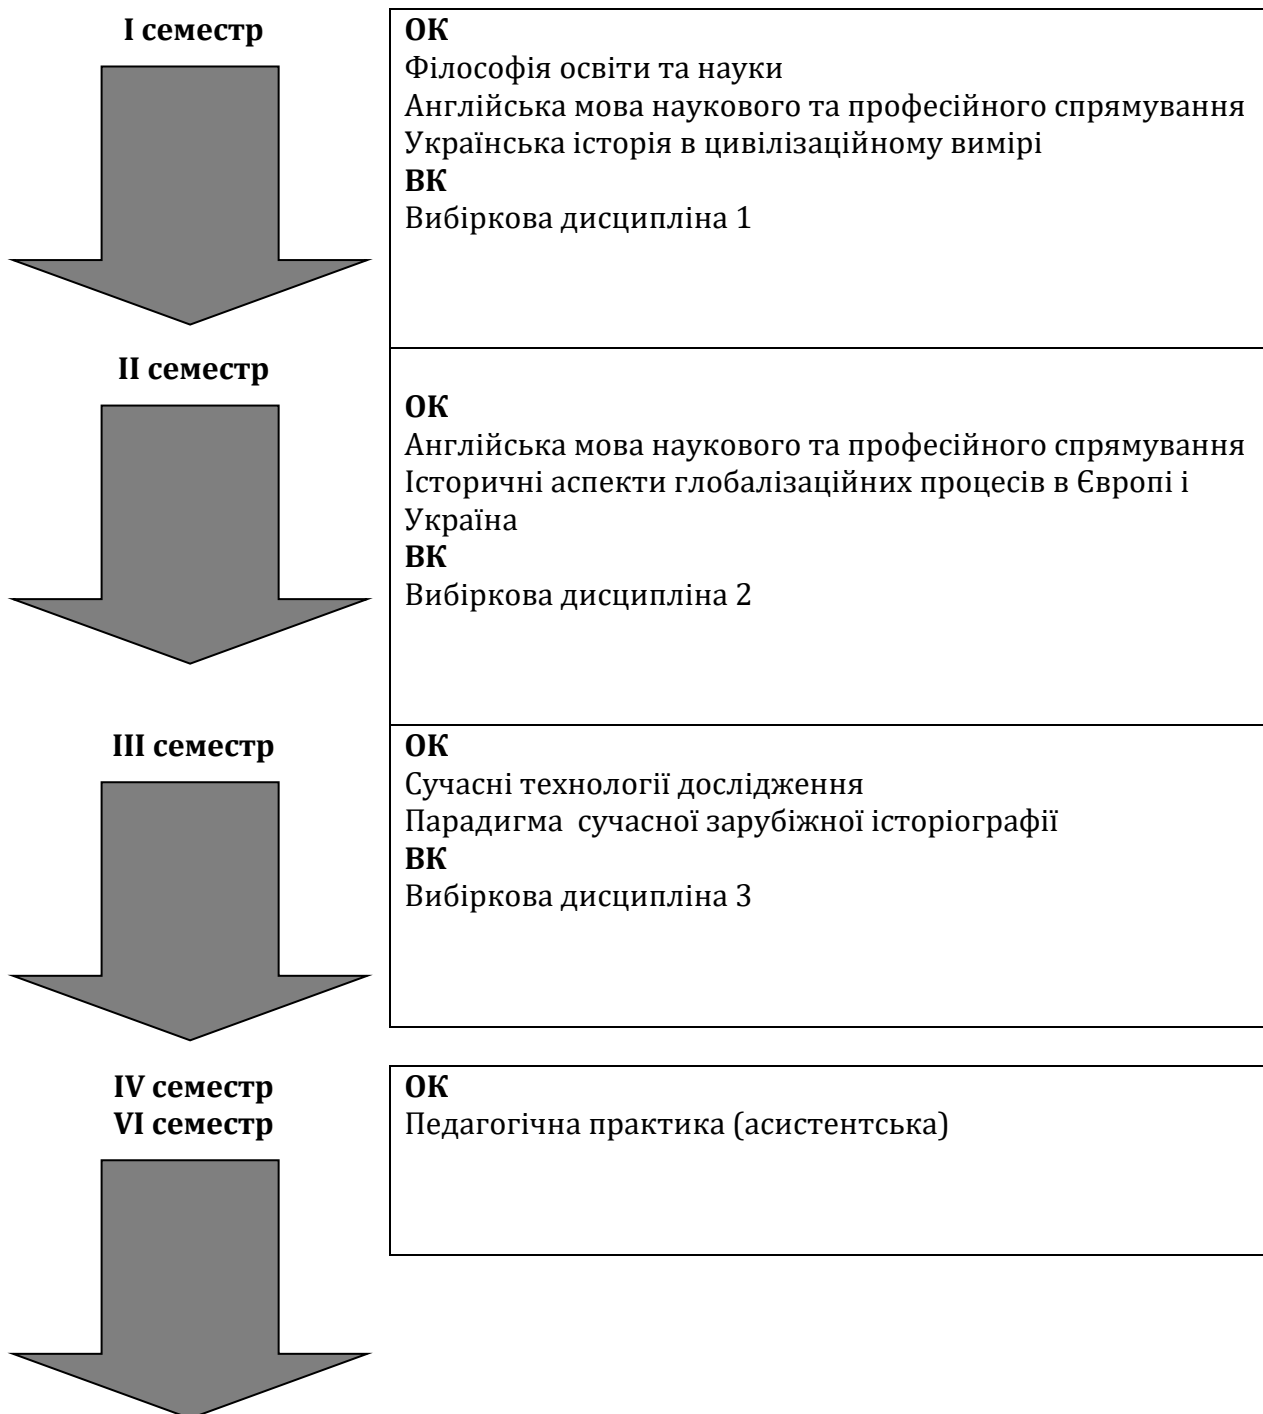 I семестр
ОК
Філософія освіти та науки
Англійська мова наукового та професійного спрямування
Українська історія в цивілізаційному вимірі
ВК
Вибіркова дисципліна 1
II семестр
ОК
Англійська мова наукового та професійного спрямування
Історичні аспекти глобалізаційних процесів в Європі і
Україна
ВК
Вибіркова дисципліна 2
III семестр
ОК
Сучасні технології дослідження
Парадигма  сучасної зарубіжної історіографії
ВК
Вибіркова дисципліна 3
IV семестр
VI семестр
ОК
Педагогічна практика (асистентська)